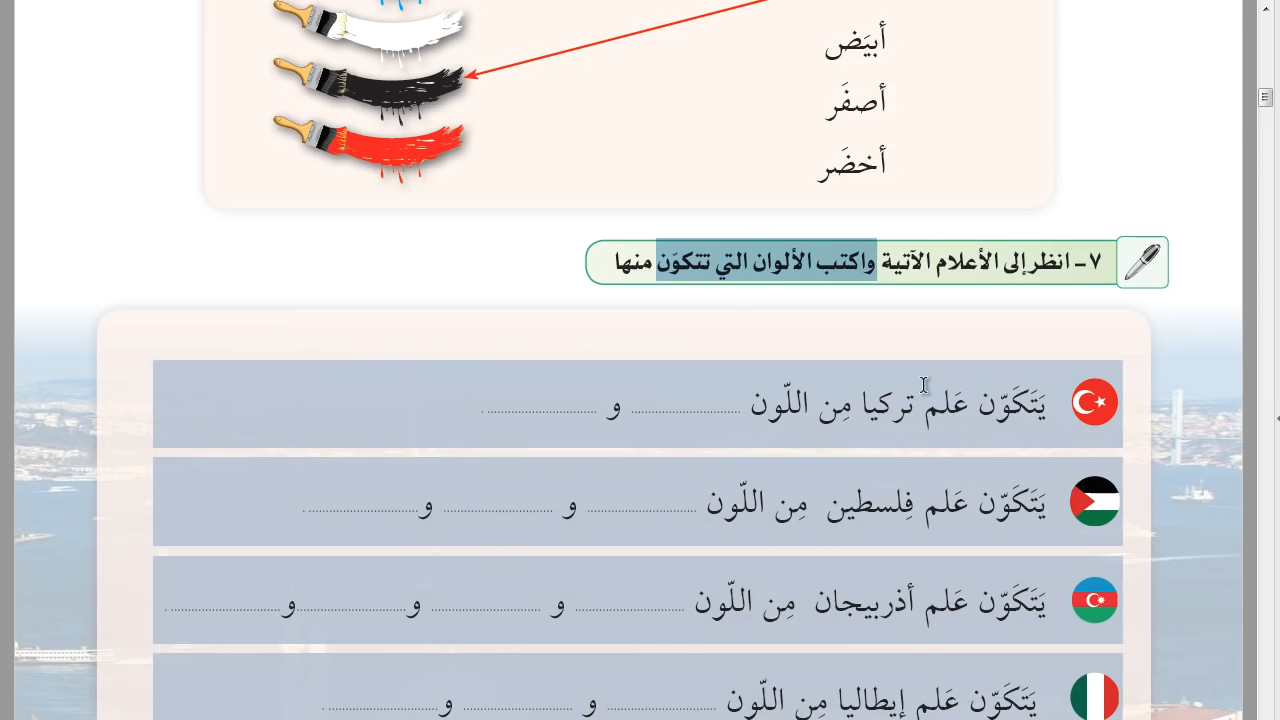 أبيَض
أصفَر
أخضَر
٧- انظر إلى الأعلام الآتية واكتب الألوان التي تتكوّن منها
يَتَكَوّن عَلم تركيا مِن اللّون .............................. و ..............................
يَتَكَوّن عَلم فِلسطين مِن اللّون .............................. و .............................. و..............................
يَتَكَوّن عَلم أذربيجان مِن اللّون .............................. و .............................. و..............................و..............................
يَتَكَوّن عَلم إيطاليا مِن اللّون .............................. و .............................. و..............................